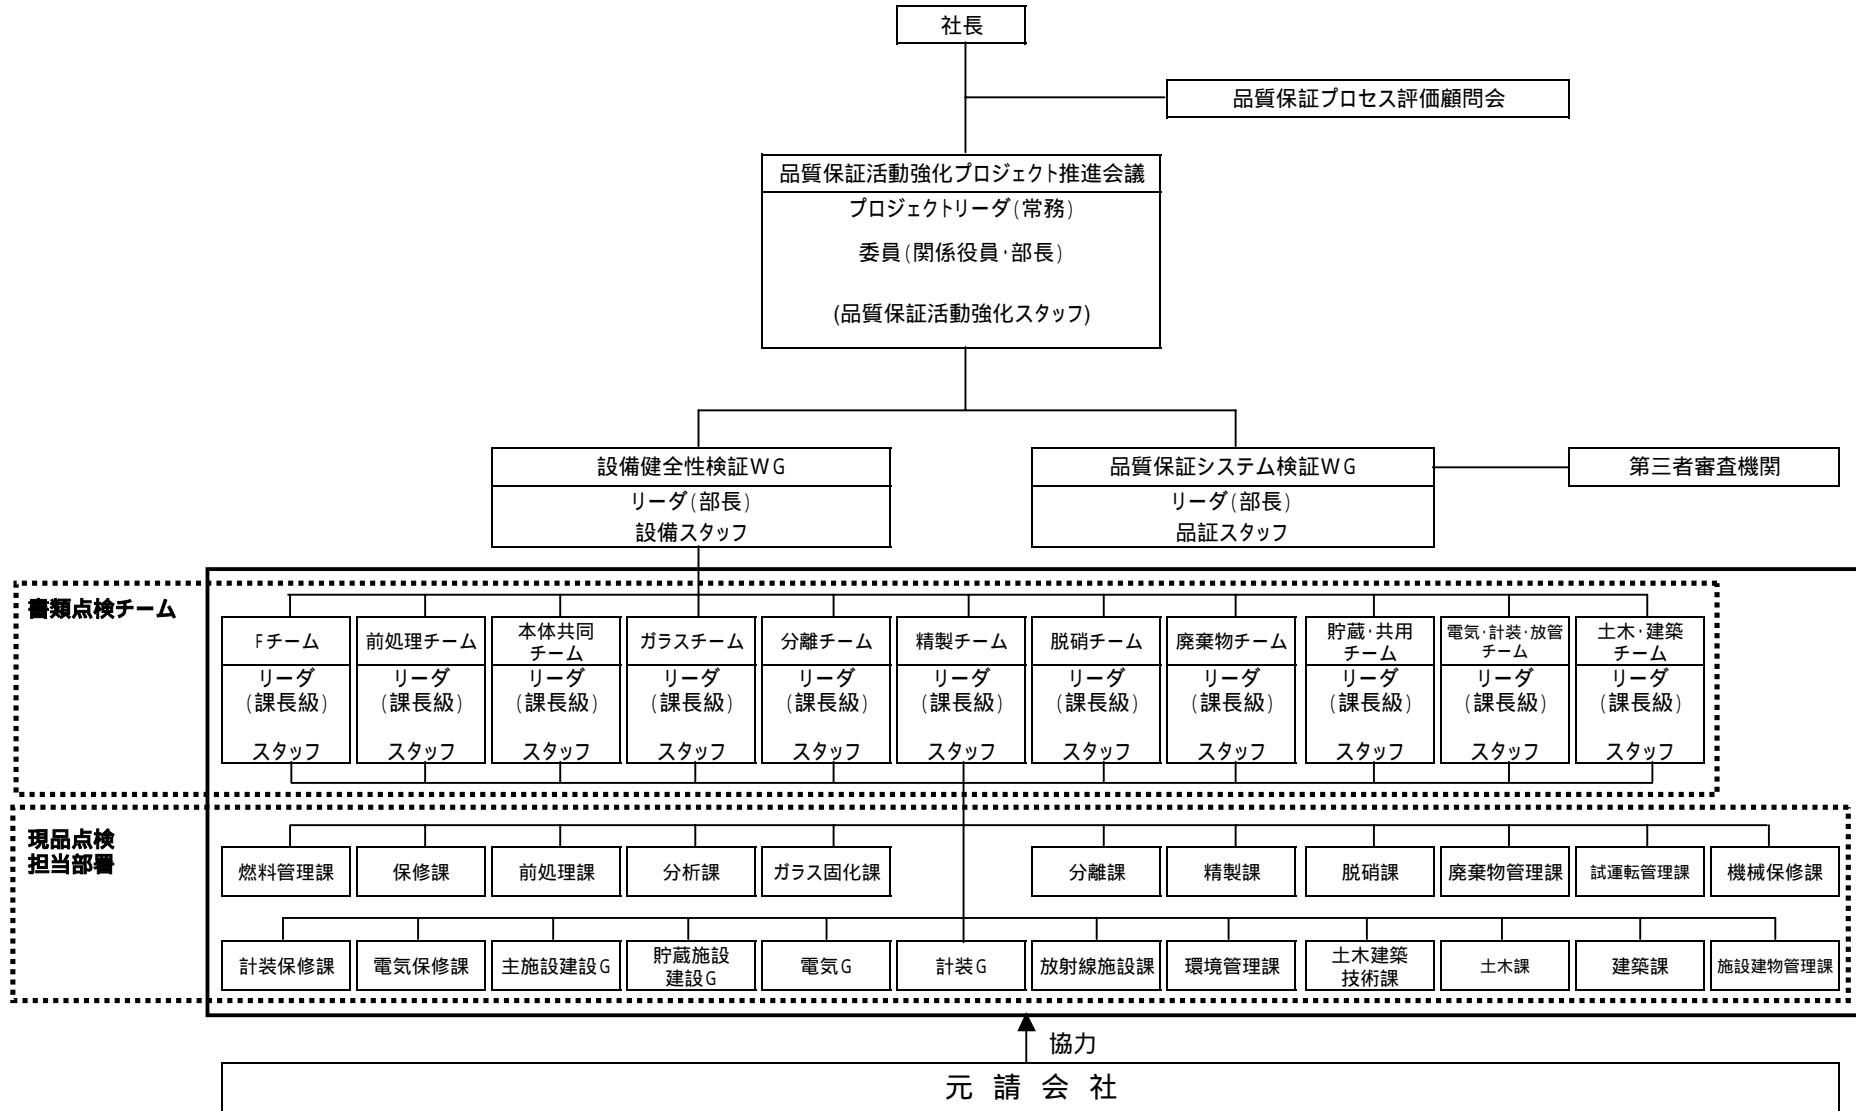 社長
品質保証プロセス評価顧問会
品質保証活動強化プロジェクト推進会議
プロジェクトリーダ(常務)
委員(関係役員・部長)
(品質保証活動強化スタッフ)
設備健全性検証WG
リーダ(部長)
設備スタッフ
品質保証システム検証WG
リーダ(部長)
品証スタッフ
第三者審査機関
書類点検チーム
Fチーム
リーダ
(課長級)
スタッフ
前処理チーム
リーダ
(課長級)
スタッフ
本体共同
チーム
リーダ
(課長級)
スタッフ
ガラスチーム
リーダ
(課長級)
スタッフ
分離チーム
リーダ
(課長級)
スタッフ
精製チーム
リーダ
(課長級)
スタッフ
脱硝チーム
リーダ
(課長級)
スタッフ
廃棄物チーム
リーダ
(課長級)
スタッフ
貯蔵・共用
チーム
リーダ
(課長級)
スタッフ
電気・計装・放管
チーム
リーダ
(課長級)
スタッフ
土木・建築
チーム
リーダ
(課長級)
スタッフ
現品点検
担当部署
燃料管理課
保修課
前処理課
分析課
ガラス固化課
分離課
精製課
脱硝課
廃棄物管理課
試運転管理課
機械保修課
計装保修課
電気保修課
主施設建設G
貯蔵施設
建設G
電気G
計装G
放射線施設課
環境管理課
土木建築
技術課
土木課
建築課
施設建物管理課
協力
元請会社